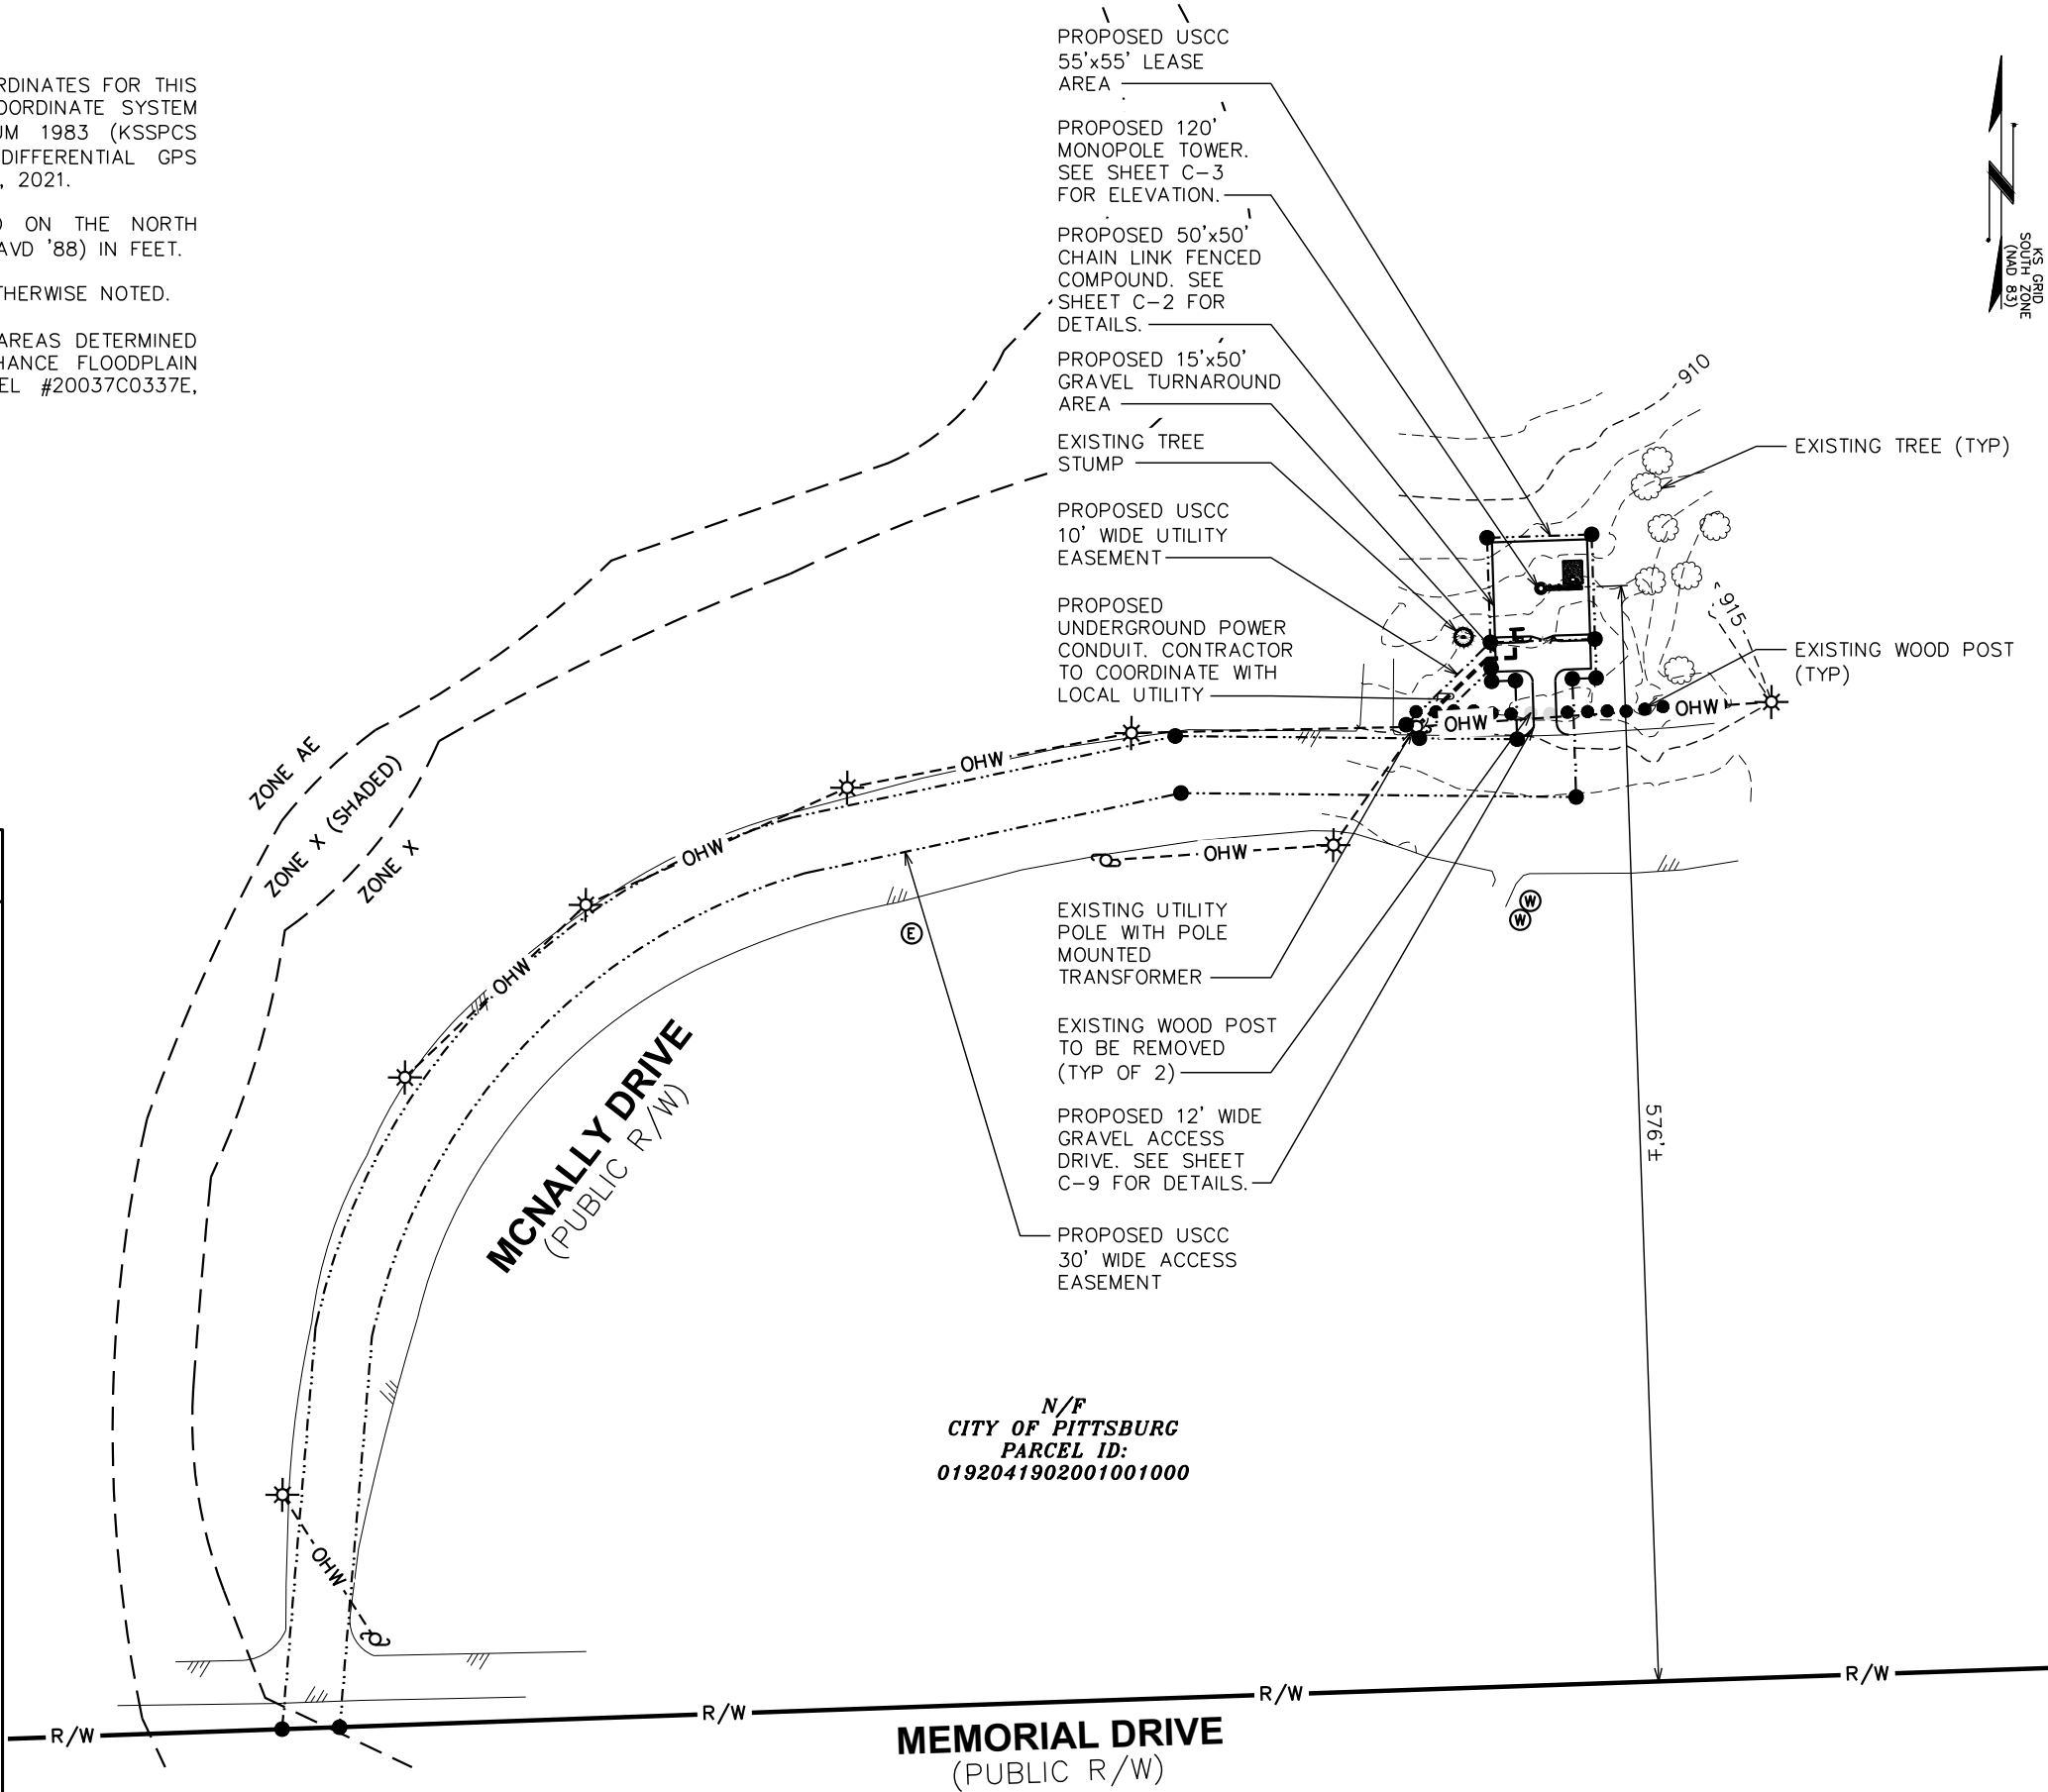 RDINATES FOR THIS
OORDINATE SYSTEM
UM 1983 (KSSPCS
DIFFERENTIAL GPS
, 2021.
ON THE NORTH
AVD '88) IN FEET.
THERWISE NOTED.
AREAS DETERMINED
HANCE FLOODPLAIN
EL #20037C0337E,
PROPOSED USCC
55'x55' LEASE
AREA
PROPOSED 120'
MONOPOLE TOWER.
SEE SHEET C-3
FOR ELEVATION.
PROPOSED 50'x50'
CHAIN LINK FENCED
COMPOUND. SEE
SHEET C-2 FOR
DETAILS.
PROPOSED 15'x50'
GRAVEL TURNAROUND
AREA
EXISTING TREE
STUMP
PROPOSED USCC
10' WIDE UTILITY
EASEMENT
PROPOSED
UNDERGROUND POWER
CONDUIT. CONTRACTOR
TO COORDINATE WITH
LOCAL UTILITY
KS GRID
SOUTH ZONE
(NAD 83)
910
EXISTING TREE (TYP)
915
EXISTING WOOD POST
(TYP)
OHW
OHW
OHW
OHW
OHW
OHW
OHW
ZONE AE
ZONE X (SHADED)
ZONE X
E
W
W
EXISTING UTILITY
POLE WITH POLE
MOUNTED
TRANSFORMER
EXISTING WOOD POST
TO BE REMOVED
(TYP OF 2)
PROPOSED 12' WIDE
GRAVEL ACCESS
DRIVE. SEE SHEET
C-9 FOR DETAILS.
PROPOSED USCC
30' WIDE ACCESS
EASEMENT
576'±
MCNALLY DRIVE
(PUBLIC R/W)
N/F
CITY OF PITTSBURG
PARCEL ID:
0192041902001001000
R/W
R/W
R/W
R/W
MEMORIAL DRIVE
(PUBLIC R/W)